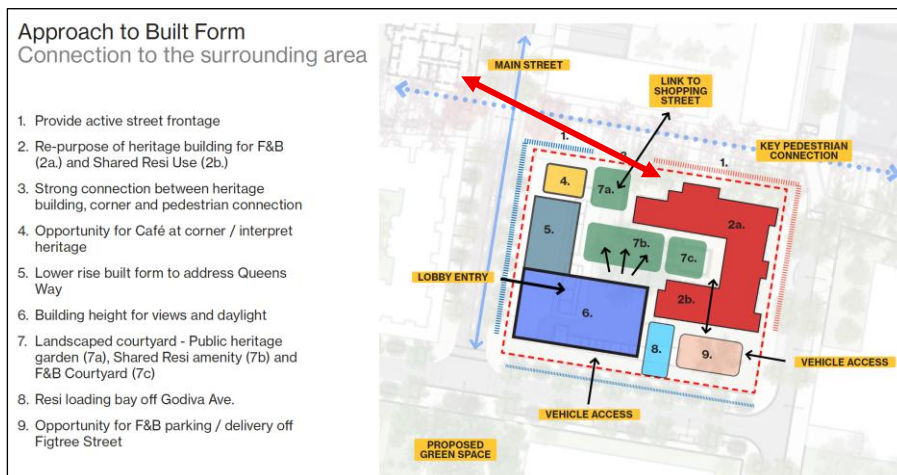 Approach to Built Form
Connection to the surrounding area
1. Provide active street frontage
2. Re-purpose of heritage building for F&B
(2a.) and Shared Resi Use (2b.)
3. Strong connection between heritage
building, corner and pedestrian connection
4. Opportunity for Café at corner / interpret
heritage
5. Lower rise built form to address Queens
Way
6. Building height for views and daylight
7. Landscaped courtyard - Public heritage
garden (7a), Shared Resi amenity (7b) and
F&B Courtyard (7c)
8. Resi loading bay off Godiva Ave.
9. Opportunity for F&B parking / delivery off
Figtree Street
MAIN STREET
LINK TO
SHOPPING
STREET
KEY PEDESTRIAN
CONNECTION
1.
1.
4.
7a.
2a.
5.
7b.
7c.
LOBBY ENTRY
6.
2b.
8.
9.
VEHICLE ACCESS
VEHICLE ACCESS
PROPOSED
GREEN SPACE